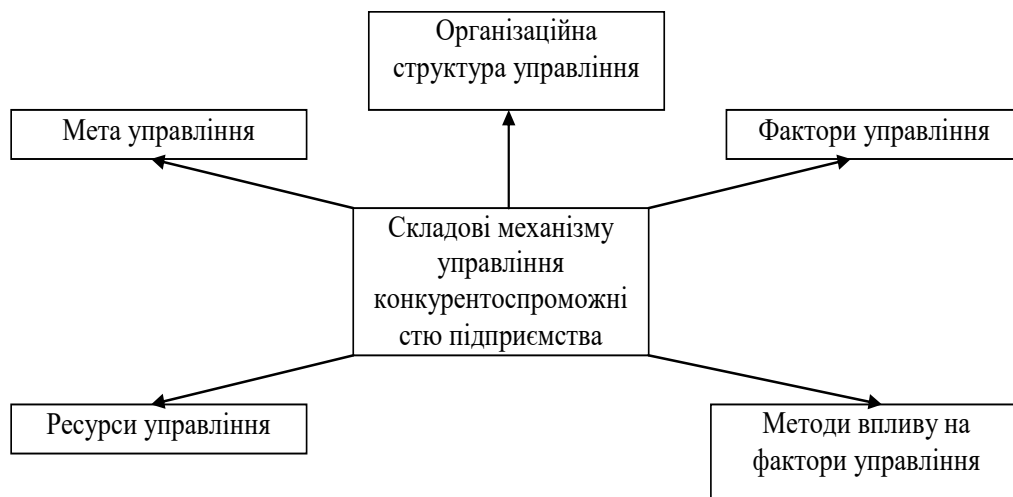 Організаційна
структура управління
Мета управління
Фактори управління
Складові механізму
управління
конкурентоспроможні
стю підприємства
Ресурси управління
Методи впливу на
фактори управління